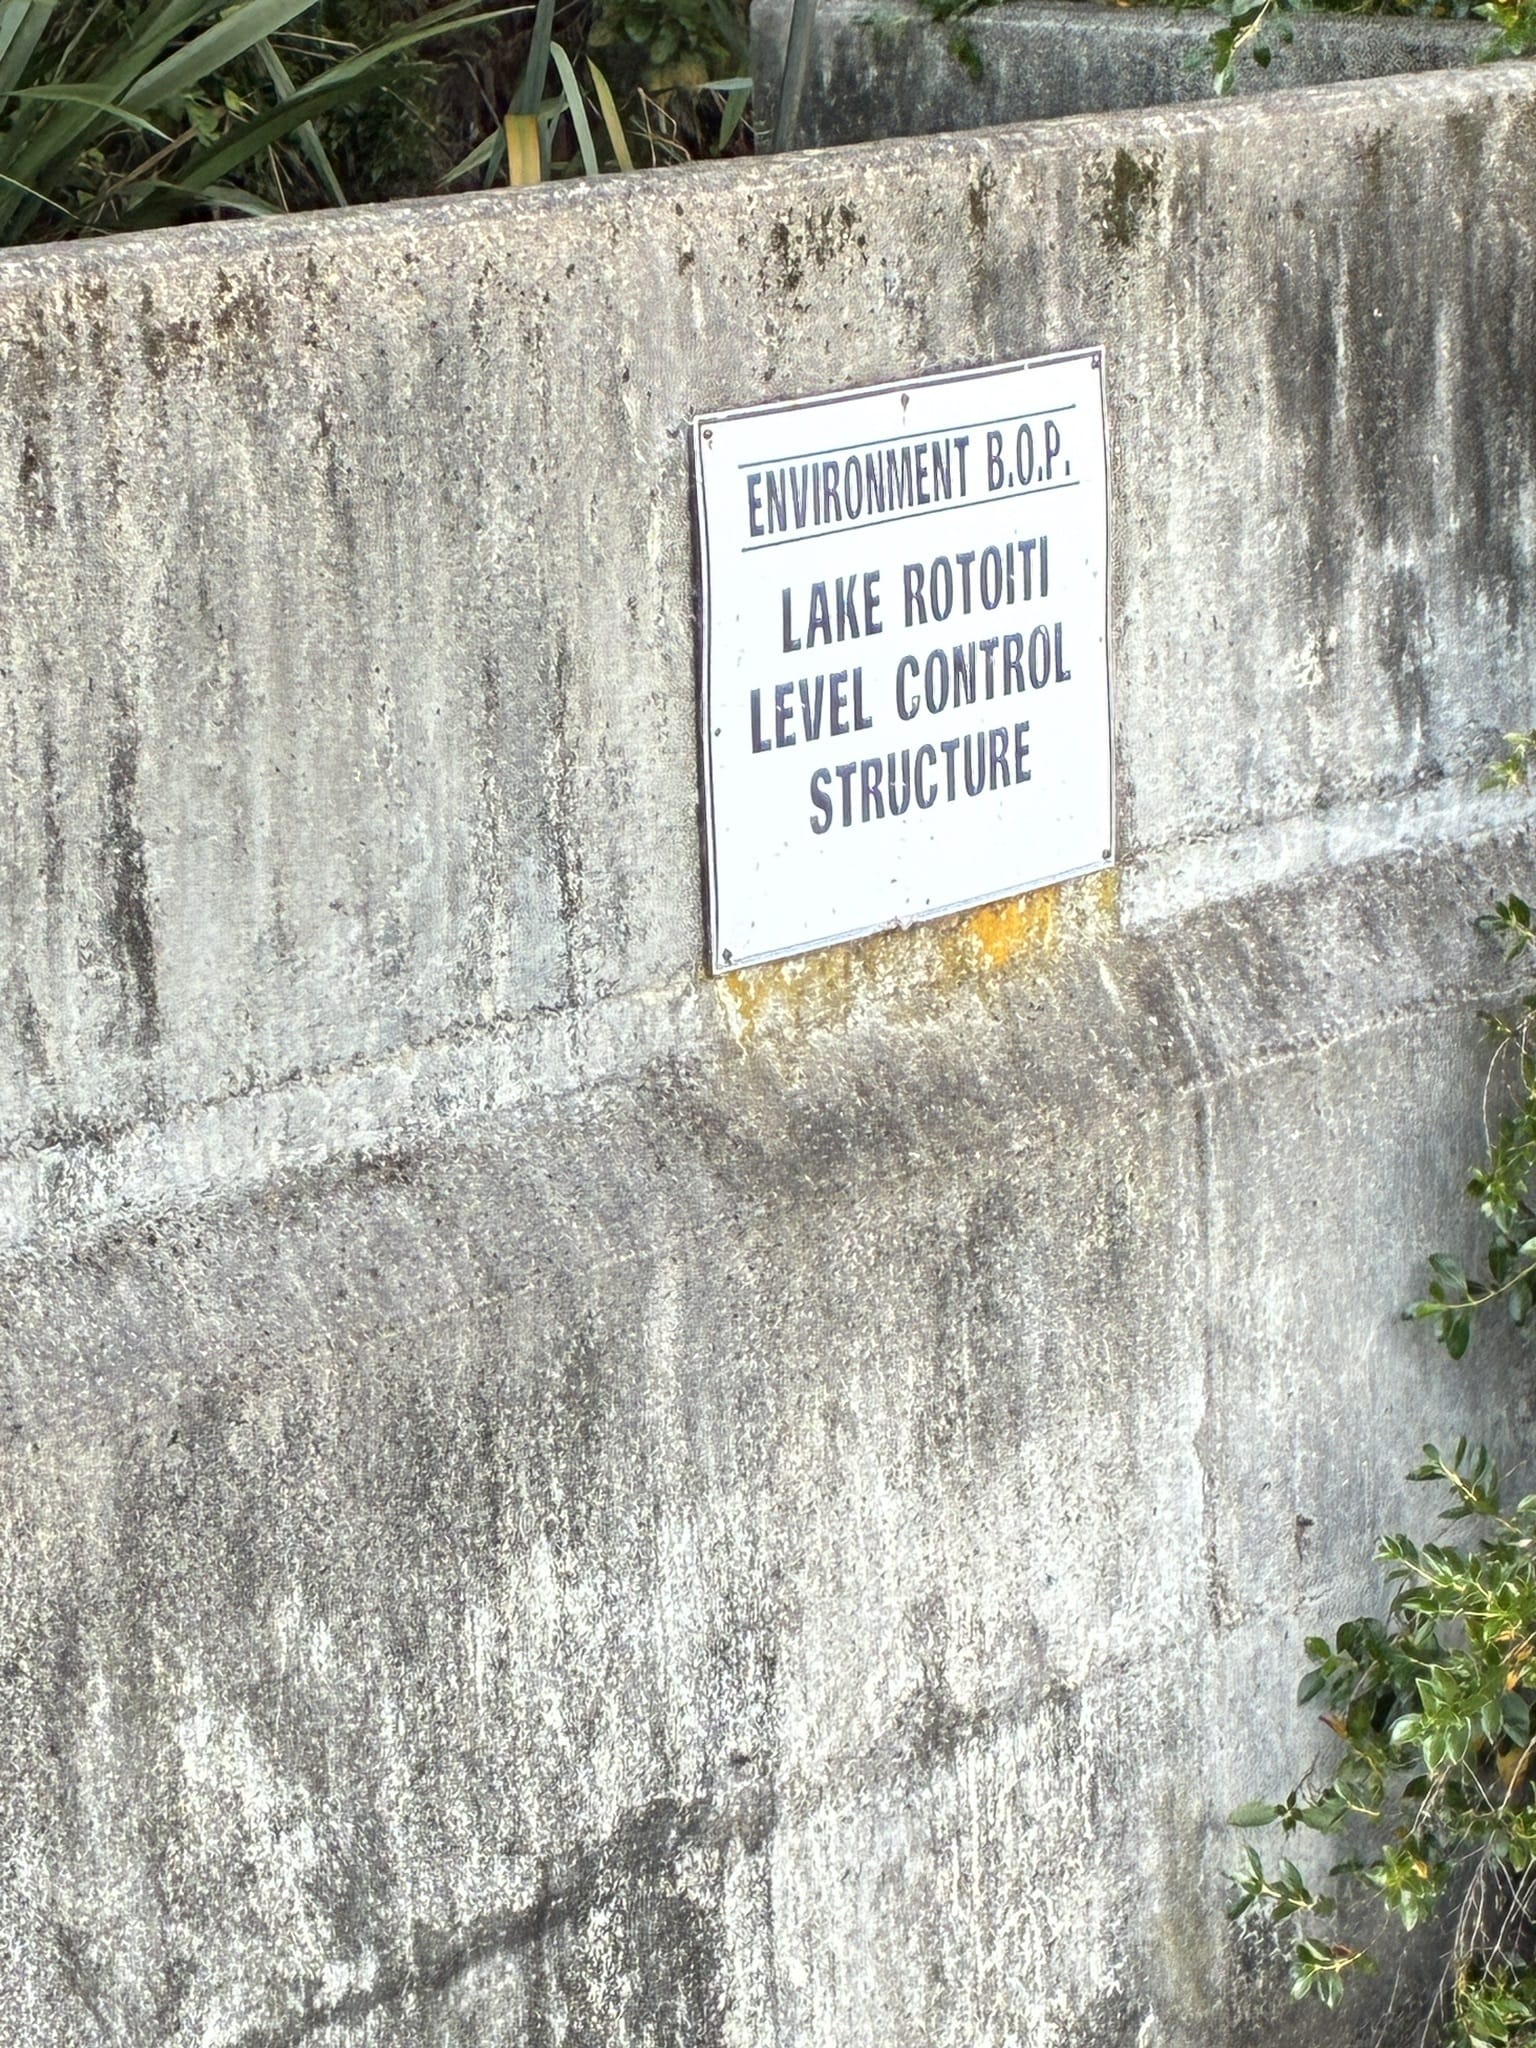 ENVIRONMENT B.O.P.
LAKE ROTOITI
LEVEL CONTROL
STRUCTURE